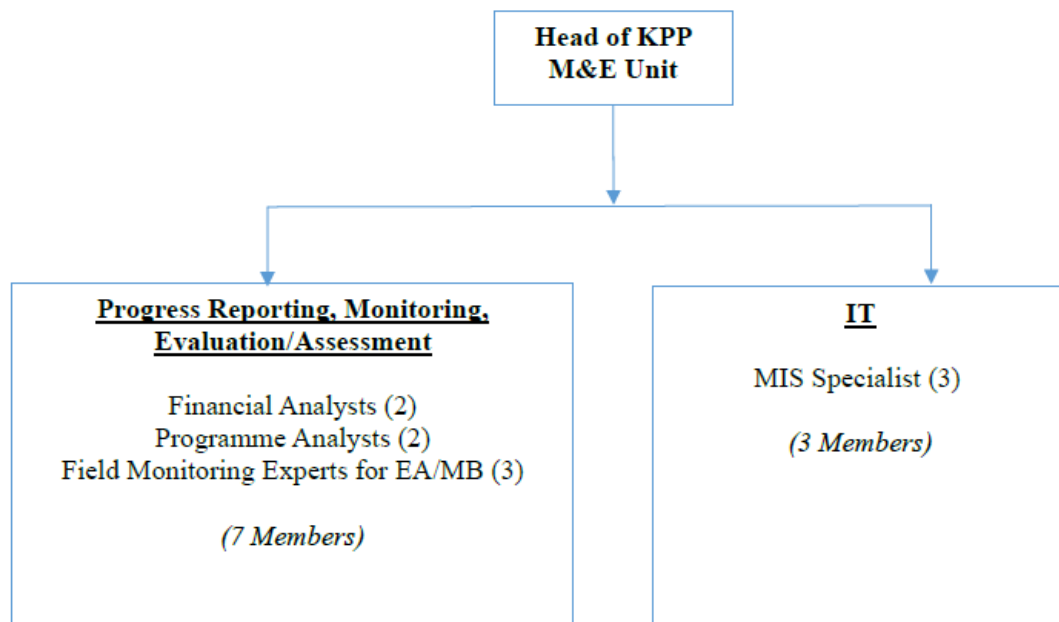 Head of KPP
M&E Unit
Progress Reporting, Monitoring,
Evaluation/Assessment
Financial Analysts (2)
Programme Analysts (2)
Field Monitoring Experts for EA/MB (3)
(7 Members)
IT
MIS Specialist (3)
(3 Members)